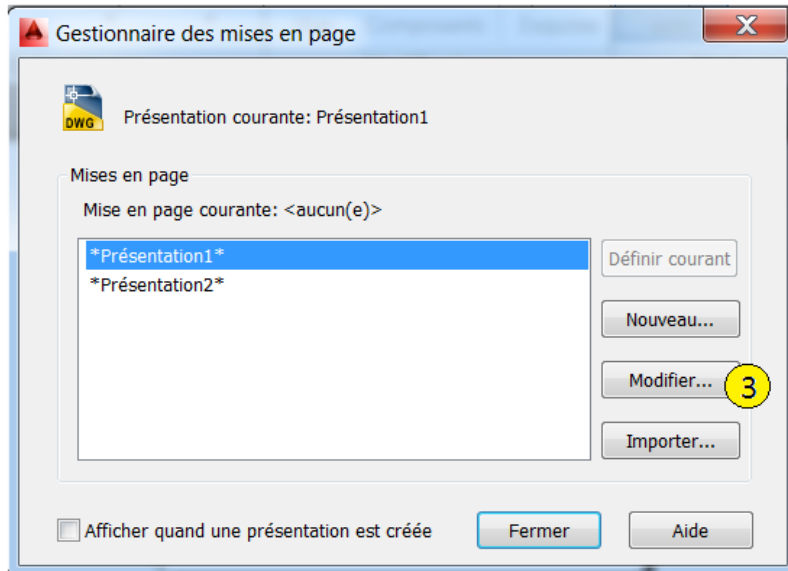 Gestionnaire des mises en page
X
DWG
Présentation courante: Présentation1
Mises en page
Mise en page courante: <aucun(e)>
*Présentation1*
*Présentation2*
Définir courant
Nouveau...
Modifier...
3
Importer...
Afficher quand une présentation est créée
Fermer
Aide